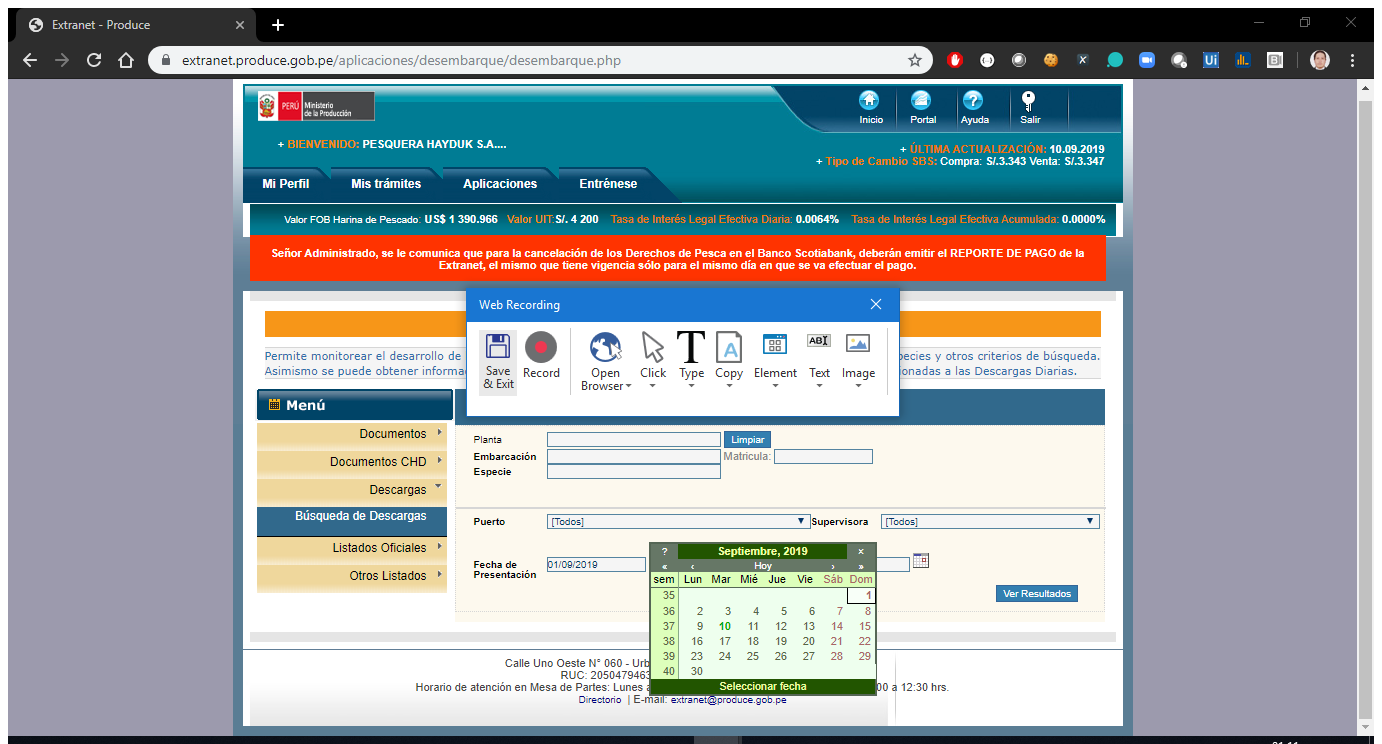 Extranet - Produce
extranet.produce.gob.pe/aplicaciones/desembarque/desembarque.php
PERÚ Ministerio de la Producción
Inicio Portal Ayuda Salir
+ BIENVENIDO: PESQUERA HAYDUK S.A....
+ ÚLTIMA ACTUALIZACIÓN: 10.09.2019
+ Tipo de Cambio SBS: Compra: S/.3.343 Venta: S/.3.347
Mi Perfil Mis trámites Aplicaciones Entrénese
Valor FOB Harina de Pescado: US$ 1 390.966 Valor UIT:S/. 4 200 Tasa de Interés Legal Efectiva Diaria: 0.0064% Tasa de Interés Legal Efectiva Acumulada: 0.0000%
Señor Administrado, se le comunica que para la cancelación de los Derechos de Pesca en el Banco Scotiabank, deberán emitir el REPORTE DE PAGO de la
Extranet, el mismo que tiene vigencia sólo para el mismo día en que se va efectuar el pago.
Web Recording
Save & Exit
Record
Open Browser
Click
Type
Copy
Element
Text
Image
Permite monitorear el desarrollo de
pecies y otros criterios de búsqueda.
Asimismo se puede obtener informa
ionadas a las Descargas Diarias.
Menú
Documentos
Documentos CHD
Descargas
Búsqueda de Descargas
Listados Oficiales
Otros Listados
Planta Limpiar
Embarcación Matricula:
Especie
Puerto [Todos] Supervisora [Todos]
Fecha de Presentación 01/09/2019
? Septiembre, 2019 ×
« ‹ Hoy › »
sem Lun Mar Mié Jue Vie Sáb Dom
35 1
36 2 3 4 5 6 7 8
37 9 10 11 12 13 14 15
38 16 17 18 19 20 21 22
39 23 24 25 26 27 28 29
40 30
Seleccionar fecha
Ver Resultados
Calle Uno Oeste N° 060 - Urb
RUC: 2050479463
Horario de atención en Mesa de Partes: Lunes a
00 a 12:30 hrs.
Directorio | E-mail: extranet@produce.gob.pe